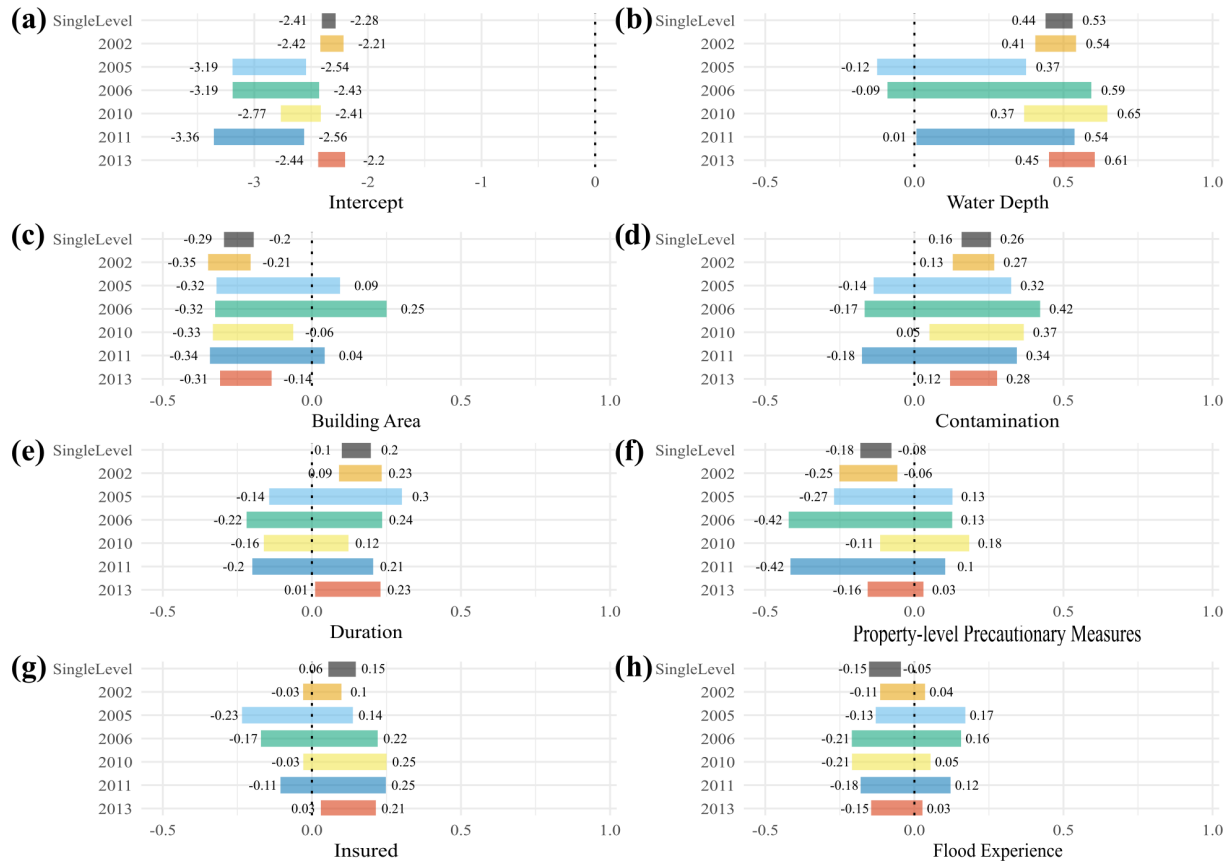 (a)
SingleLevel -2.41 -2.28
2002 -2.42 -2.21
2005 -3.19 -2.54
2006 -3.19 -2.43
2010 -2.77 -2.41
2011 -3.36 -2.56
2013 -2.44 -2.2
-3 -2 -1 0
Intercept
(b)
SingleLevel 0.44 0.53
2002 0.41 0.54
2005 -0.12 0.37
2006 -0.09 0.59
2010 0.37 0.65
2011 0.01 0.54
2013 0.45 0.61
-0.5 0.0 0.5 1.0
Water Depth
(c)
SingleLevel -0.29 -0.2
2002 -0.35 -0.21
2005 -0.32 0.09
2006 -0.32 0.25
2010 -0.33 -0.06
2011 -0.34 0.04
2013 -0.31 -0.14
-0.5 0.0 0.5 1.0
Building Area
(d)
SingleLevel 0.16 0.26
2002 0.13 0.27
2005 -0.14 0.32
2006 -0.17 0.42
2010 0.05 0.37
2011 -0.18 0.34
2013 0.12 0.28
-0.5 0.0 0.5 1.0
Contamination
(e)
SingleLevel 0.1 0.2
2002 0.09 0.23
2005 -0.14 0.3
2006 -0.22 0.24
2010 -0.16 0.12
2011 -0.2 0.21
2013 0.01 0.23
-0.5 0.0 0.5 1.0
Duration
(f)
SingleLevel -0.18 -0.08
2002 -0.25 -0.06
2005 -0.27 0.13
2006 -0.42 0.13
2010 -0.11 0.18
2011 -0.42 0.1
2013 -0.16 0.03
-0.5 0.0 0.5 1.0
Property-level Precautionary Measures
(g)
SingleLevel 0.06 0.15
2002 -0.03 0.1
2005 -0.23 0.14
2006 -0.17 0.22
2010 -0.03 0.25
2011 -0.11 0.25
2013 0.03 0.21
-0.5 0.0 0.5 1.0
Insured
(h)
SingleLevel -0.15 -0.05
2002 -0.11 0.04
2005 -0.13 0.17
2006 -0.21 0.16
2010 -0.21 0.05
2011 -0.18 0.12
2013 -0.15 0.03
-0.5 0.0 0.5 1.0
Flood Experience